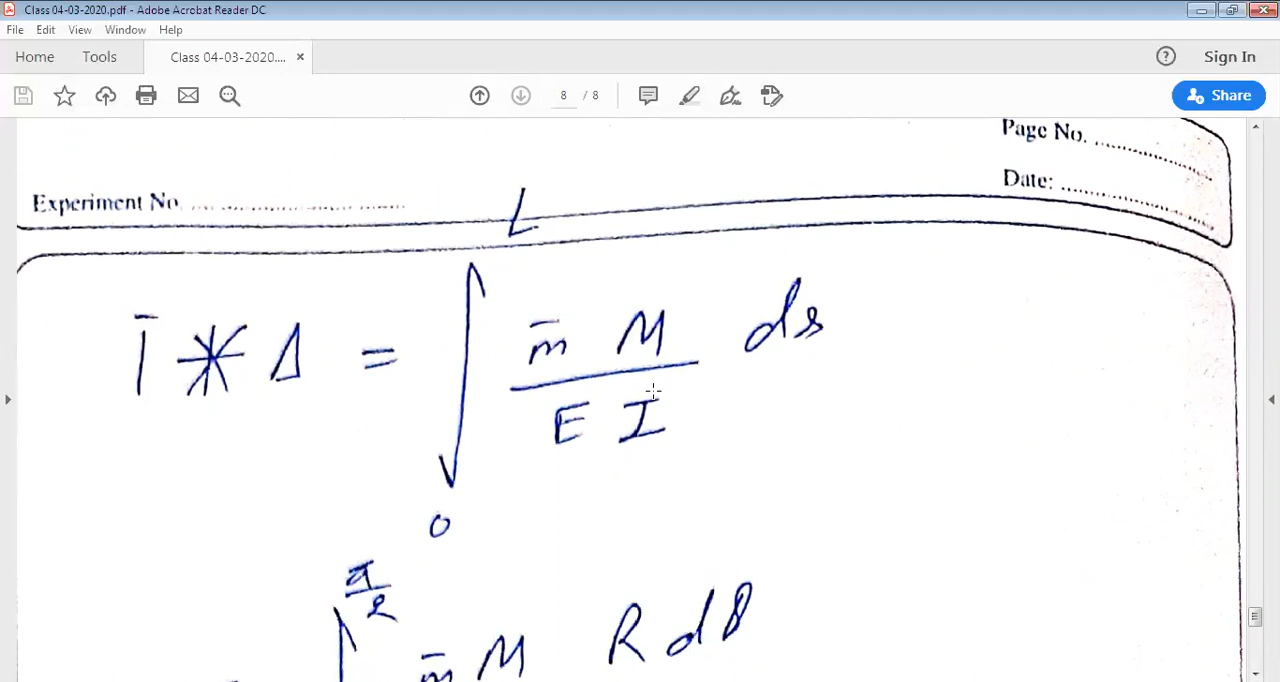 Class 04-03-2020.pdf - Adobe Acrobat Reader DC
File Edit View Window Help
Home Tools Class 04-03-2020.... × ? Sign In
8 / 8 Share
Page No. ....................
Experiment No. ........................................ Date: ....................
L
1̄ * Δ = ∫ m̄ M ds
E I
0
π
2
m̄ M R dθ